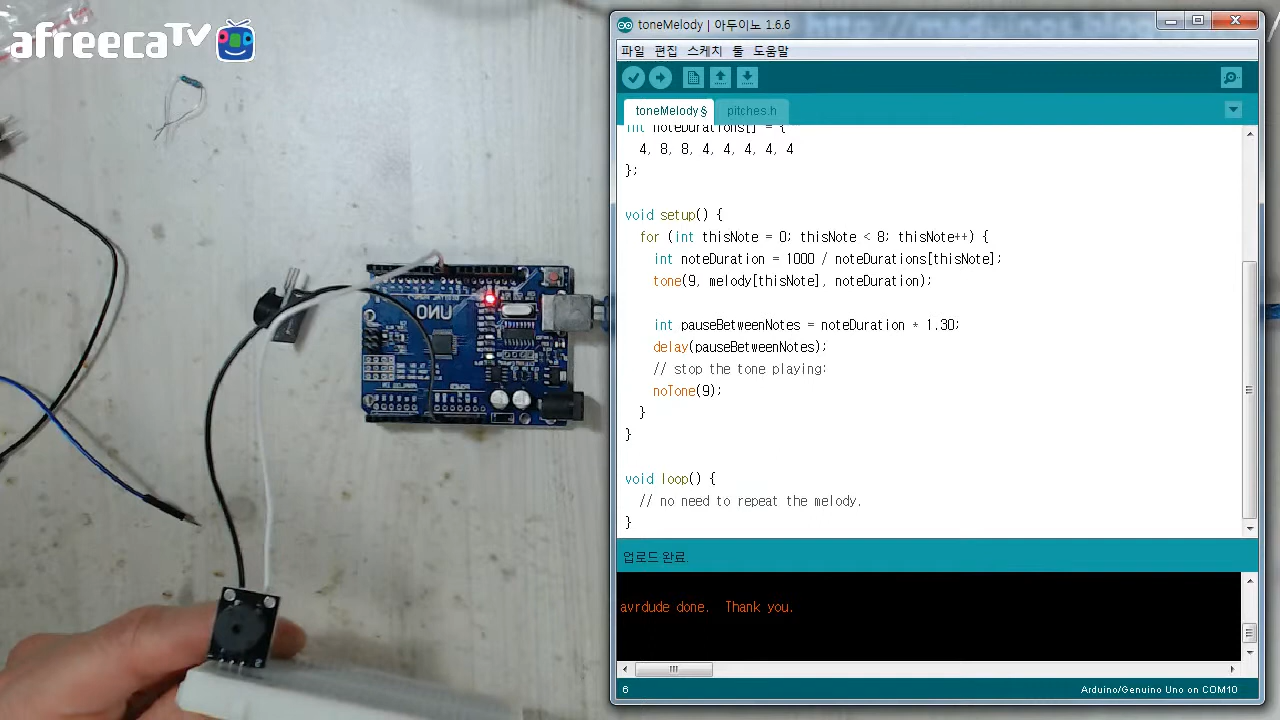 afreecaTV
toneMelody | 아두이노 1.6.6
파일 편집 스케치 툴 도움말
toneMelody§ pitches.h
int noteDurations[] = {
4, 8, 8, 4, 4, 4, 4, 4
};
void setup() {
for (int thisNote = 0; thisNote < 8; thisNote++) {
int noteDuration = 1000 / noteDurations[thisNote];
tone(9, melody[thisNote], noteDuration);
int pauseBetweenNotes = noteDuration * 1.30;
delay(pauseBetweenNotes);
// stop the tone playing:
noTone(9);
}
}
void loop() {
// no need to repeat the melody.
}
업로드 완료.
avrdude done.  Thank you.
6
Arduino/Genuino Uno on COM10
UNO